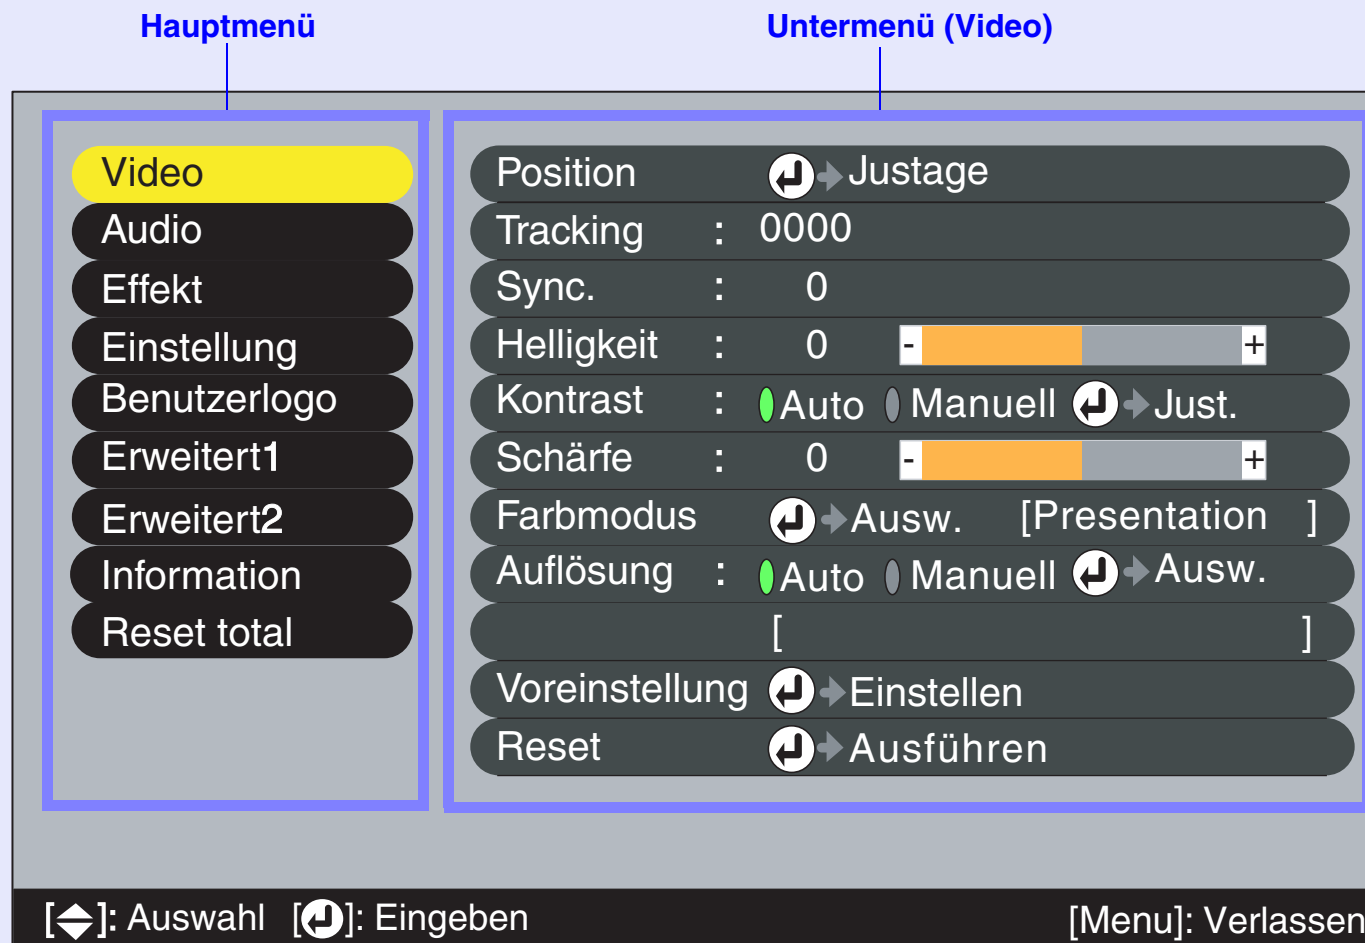 Hauptmenü
Untermenü (Video)
Video
Audio
Effekt
Einstellung
Benutzerlogo
Erweitert1
Erweitert2
Information
Reset total
Position Justage
Tracking : 0000
Sync. : 0
Helligkeit : 0 - +
Kontrast : Auto Manuell Just.
Schärfe : 0 - +
Farbmodus Ausw. [Presentation ]
Auflösung : Auto Manuell Ausw.
[ ]
Voreinstellung Einstellen
Reset Ausführen
[ ]: Auswahl [ ]: Eingeben [Menu]: Verlassen